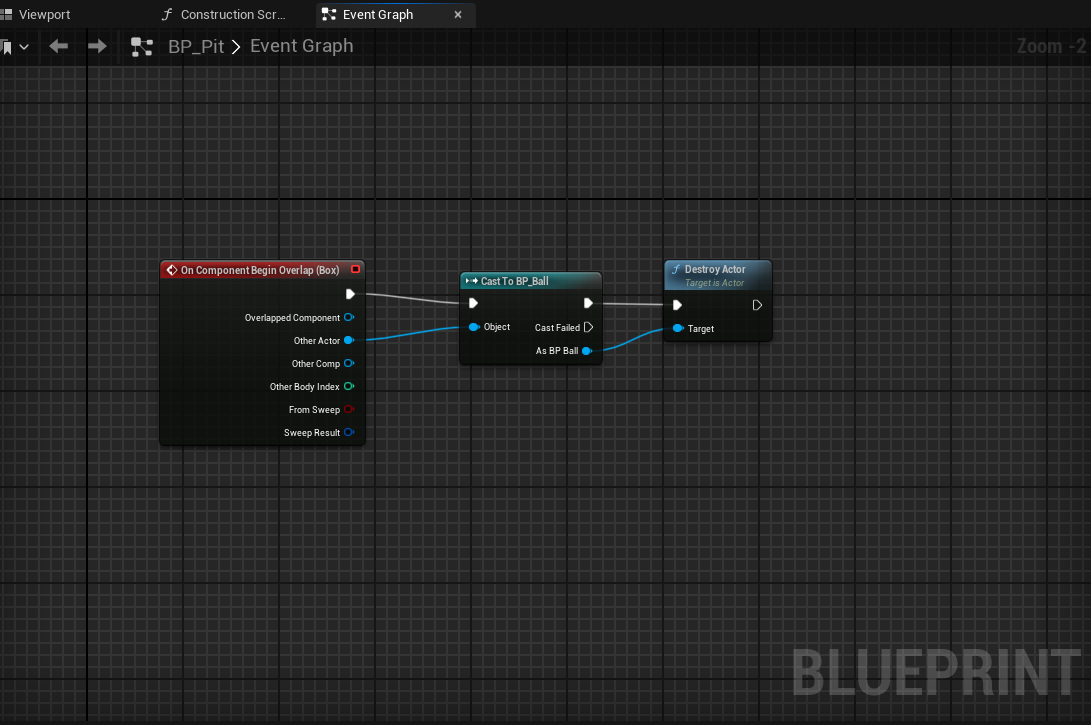 Viewport
Construction Scr...
Event Graph
BP_Pit > Event Graph
Zoom -2
On Component Begin Overlap (Box)
Overlapped Component
Other Actor
Other Comp
Other Body Index
From Sweep
Sweep Result
Cast To BP_Ball
Object
Cast Failed
As BP Ball
Destroy Actor
Target is Actor
Target
BLUEPRINT